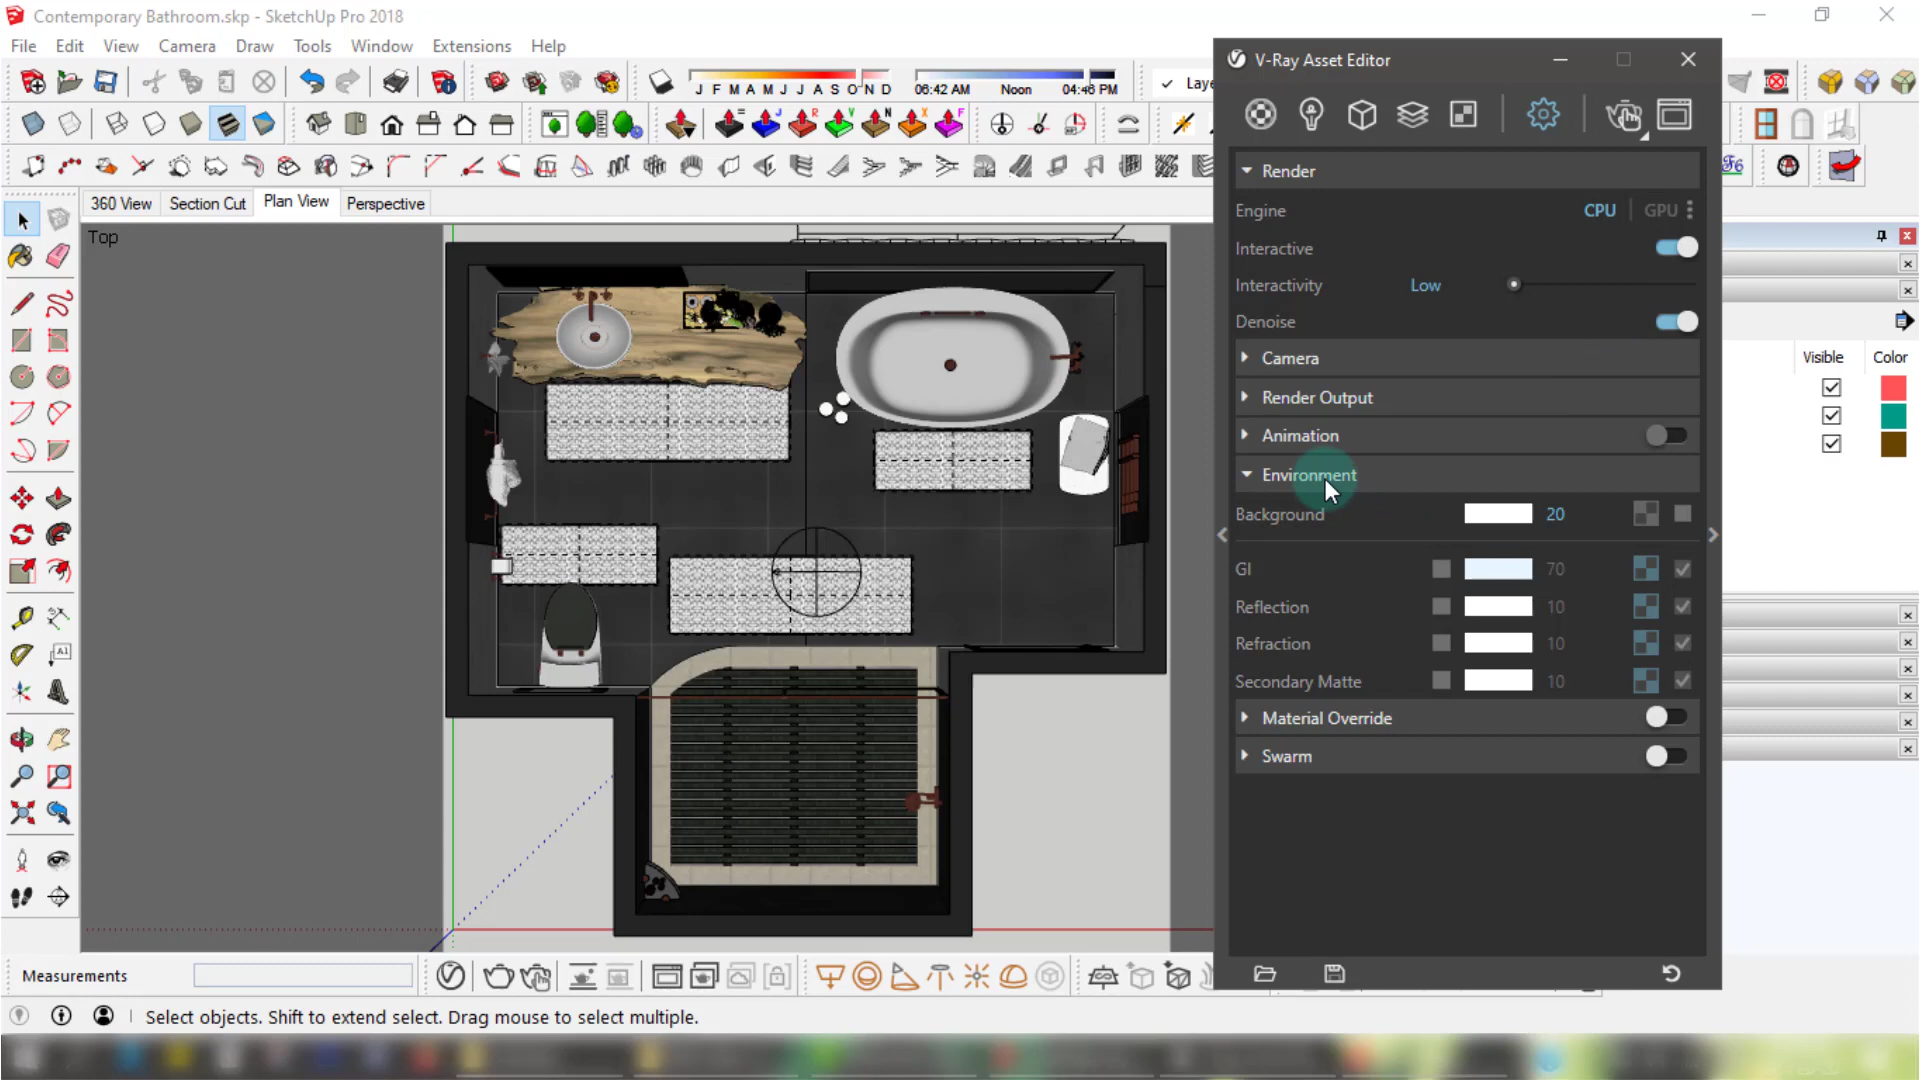 Contemporary Bathroom.skp - SketchUp Pro 2018
File Edit View Camera Draw Tools Window Extensions Help
J F M A M J J A S O N D 06:42 AM Noon 04:46 PM
360 View Section Cut Plan View Perspective
Top
V-Ray Asset Editor
Render
Engine CPU GPU
Interactive
Interactivity Low
Denoise
Camera
Render Output
Animation
Environment
Background 20
GI 70
Reflection 10
Refraction 10
Secondary Matte 10
Material Override
Swarm
Visible Color
Measurements
Select objects. Shift to extend select. Drag mouse to select multiple.